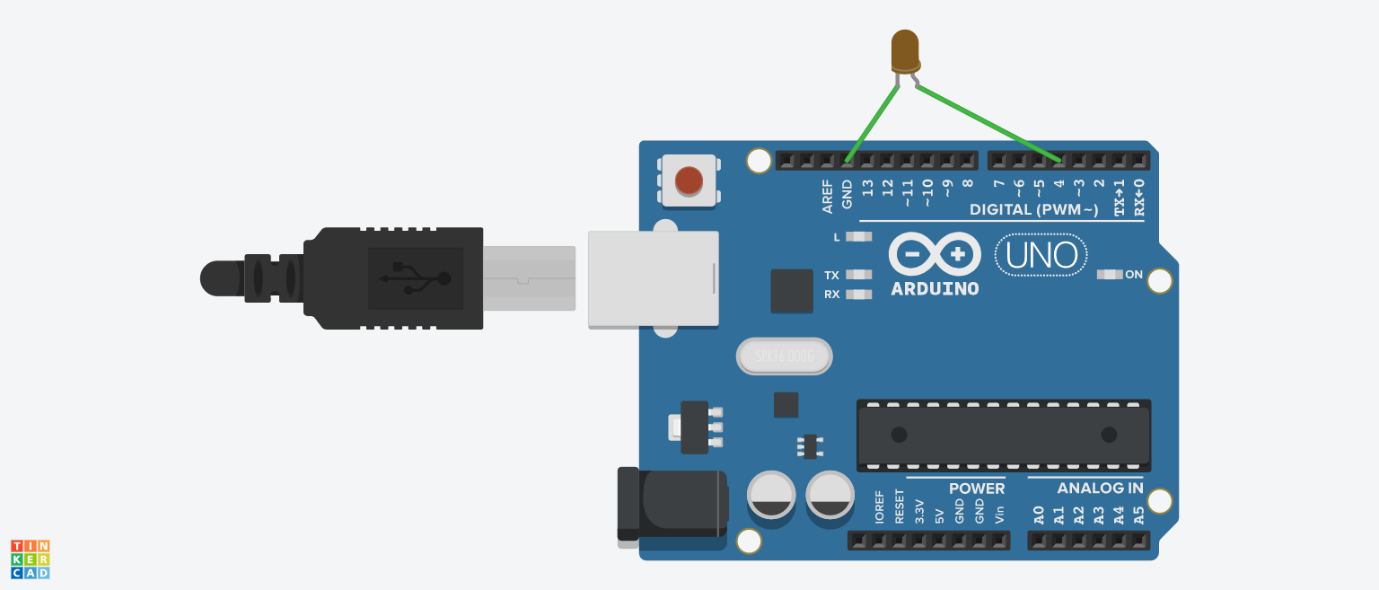 AREF
GND
13
12
~11
~10
~9
8
7
~6
~5
4
~3
2
TX→1
RX←0
DIGITAL (PWM~)
L
TX
RX
UNO
ON
ARDUINO
SPK16.000G
POWER
ANALOG IN
IOREF
RESET
3.3V
5V
GND
GND
Vin
A0
A1
A2
A3
A4
A5
TIN
KER
CAD